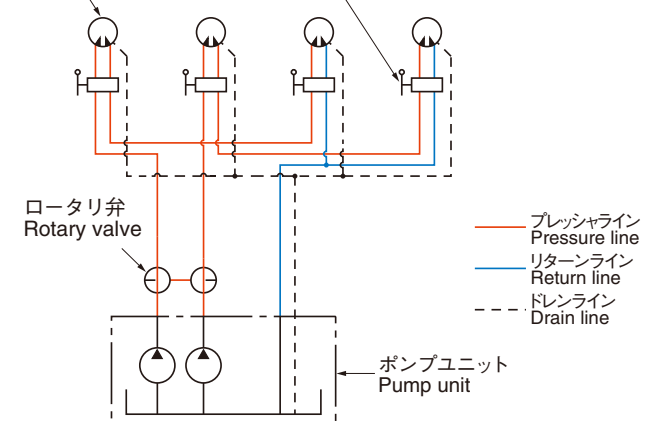 ロータリ弁
Rotary valve
プレッシャライン
Pressure line
リターンライン
Return line
ドレンライン
Drain line
ポンプユニット
Pump unit